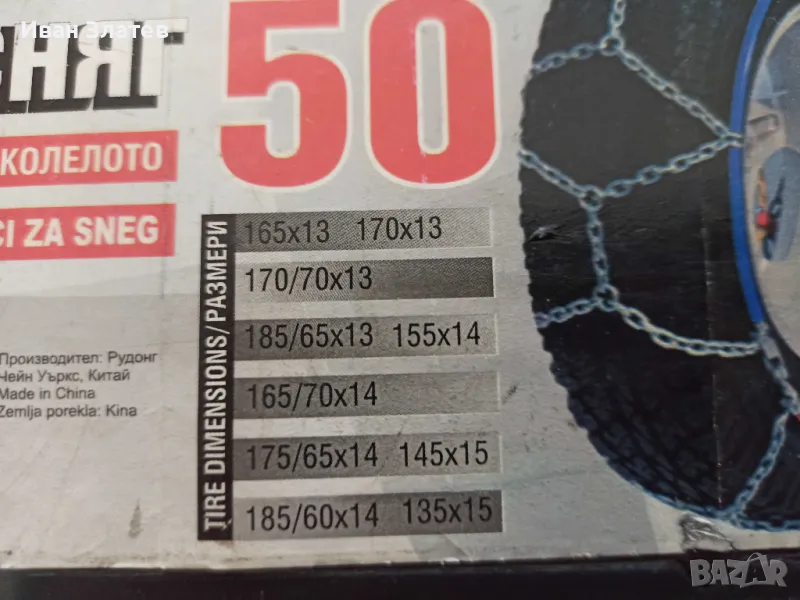 Иван Златев
СНЯГ
50
КОЛЕЛОТО
CI ZA SNEG
TIRE DIMENSIONS/РАЗМЕРИ
165x13 170x13
170/70x13
185/65x13 155x14
165/70x14
175/65x14 145x15
185/60x14 135x15
Производител: Рудонг
Чейн Уъркс, Китай
Made in China
Zemlja porekla: Kina
BAZAR